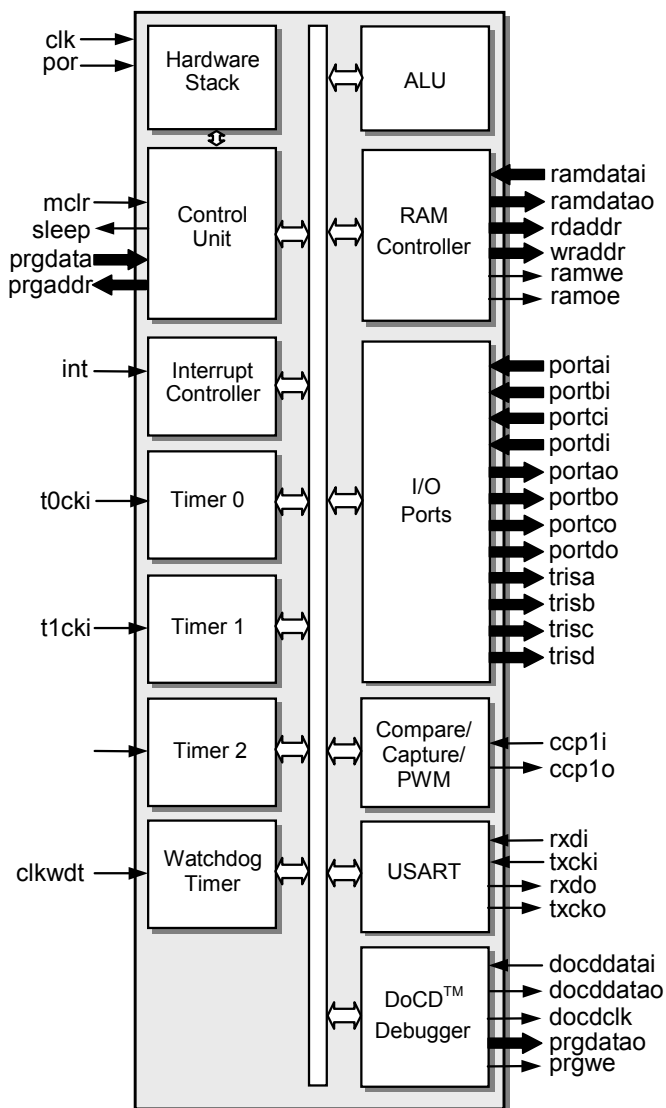 clk
por
mclr
sleep
prgdata
prgaddr
int
t0cki
t1cki
clkwdt
Hardware
Stack
Control
Unit
Interrupt
Controller
Timer 0
Timer 1
Timer 2
Watchdog
Timer
ALU
RAM
Controller
I/O
Ports
Compare/
Capture/
PWM
USART
DoCD™
Debugger
ramdatai
ramdatao
rdaddr
wraddr
ramwe
ramoe
portai
portbi
portci
portdi
portao
portbo
portco
portdo
trisa
trisb
trisc
trisd
ccp1i
ccp1o
rxdi
txcki
rxdo
txcko
docddatai
docddatao
docdclk
prgdatao
prgwe